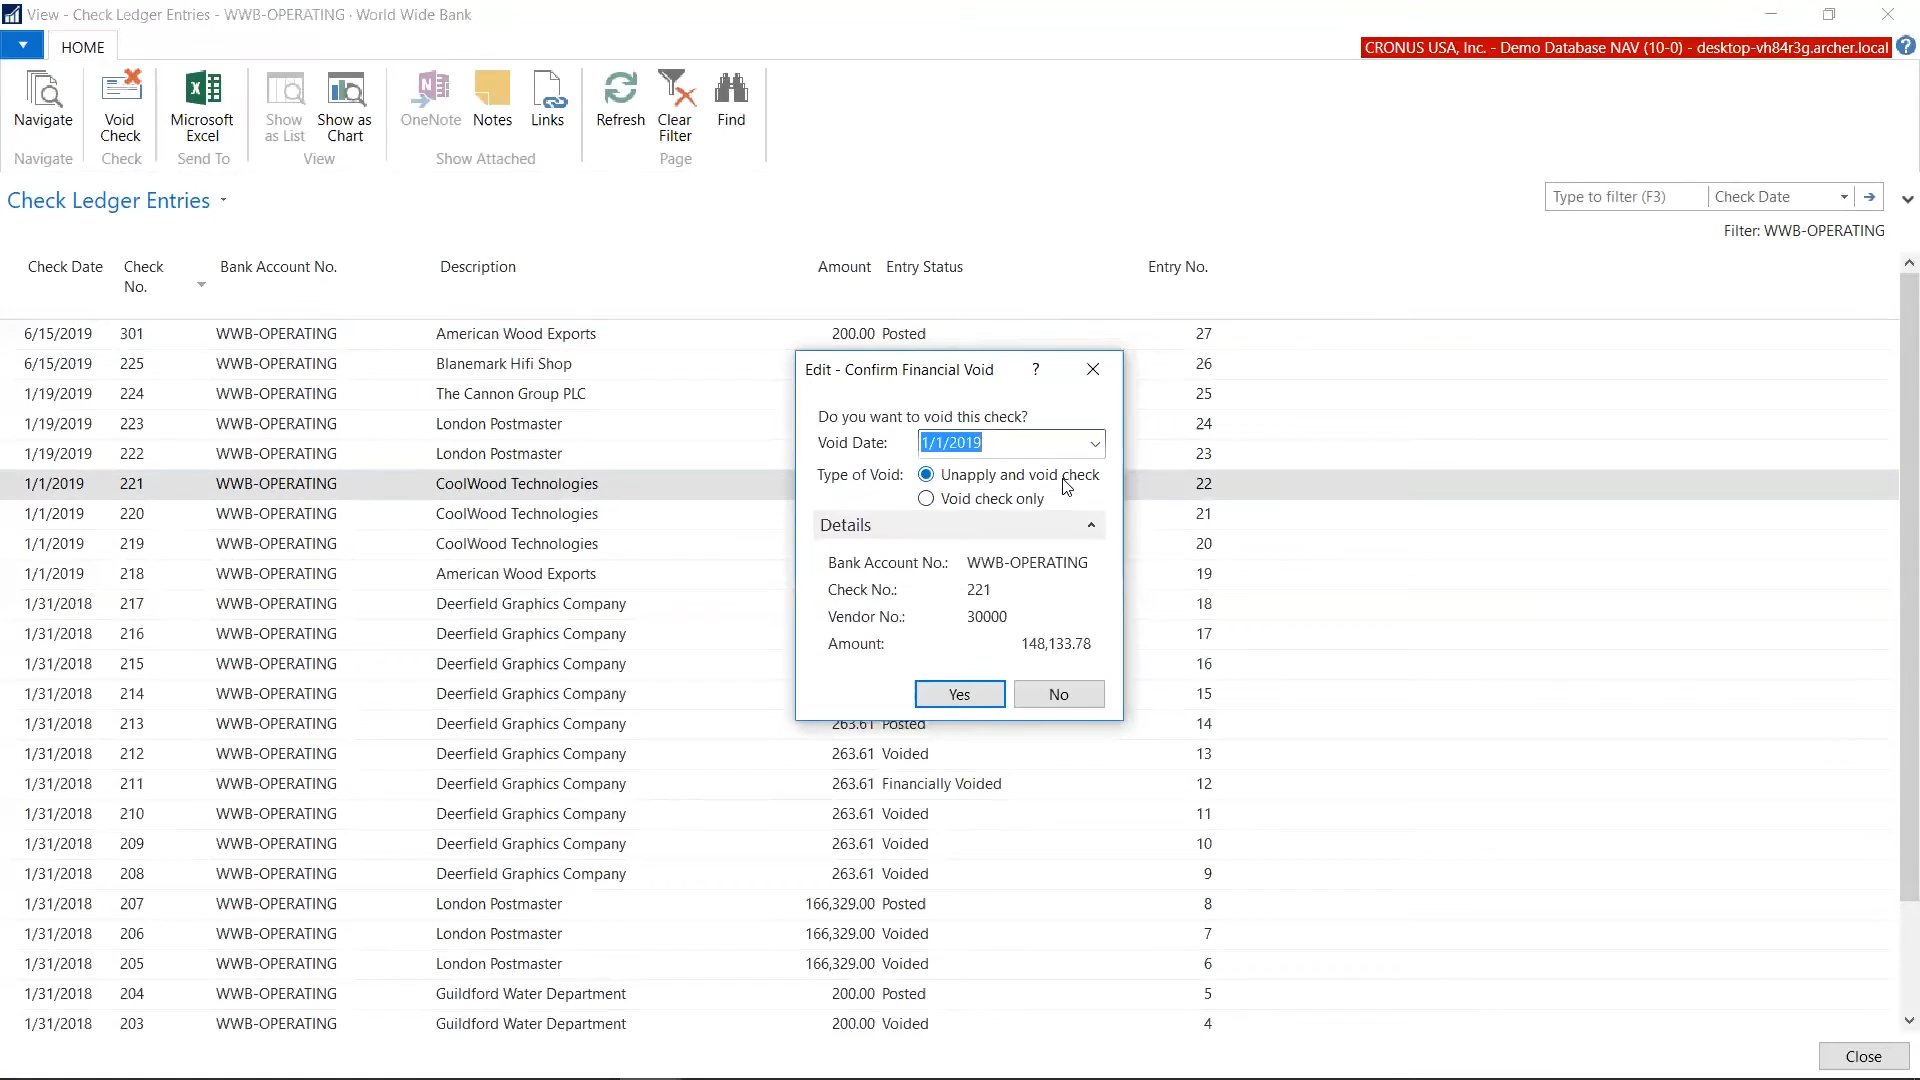 View - Check Ledger Entries - WWB-OPERATING · World Wide Bank
HOME
CRONUS USA, Inc. - Demo Database NAV (10-0) - desktop-vh84r3g.archer.local
?
Navigate
Void Check
Microsoft Excel
Show as List
Show as Chart
OneNote
Notes
Links
Refresh
Clear Filter
Find
Navigate
Check
Send To
View
Show Attached
Page
Check Ledger Entries
Type to filter (F3)
Check Date
Filter: WWB-OPERATING
Check Date Check No. Bank Account No. Description Amount Entry Status Entry No.
6/15/2019 301 WWB-OPERATING American Wood Exports 200.00 Posted 27
6/15/2019 225 WWB-OPERATING Blanemark Hifi Shop 26
1/19/2019 224 WWB-OPERATING The Cannon Group PLC 25
1/19/2019 223 WWB-OPERATING London Postmaster 24
1/19/2019 222 WWB-OPERATING London Postmaster 23
1/1/2019 221 WWB-OPERATING CoolWood Technologies 22
1/1/2019 220 WWB-OPERATING CoolWood Technologies 21
1/1/2019 219 WWB-OPERATING CoolWood Technologies 20
1/1/2019 218 WWB-OPERATING American Wood Exports 19
1/31/2018 217 WWB-OPERATING Deerfield Graphics Company 18
1/31/2018 216 WWB-OPERATING Deerfield Graphics Company 17
1/31/2018 215 WWB-OPERATING Deerfield Graphics Company 16
1/31/2018 214 WWB-OPERATING Deerfield Graphics Company 15
1/31/2018 213 WWB-OPERATING Deerfield Graphics Company 263.61 Posted 14
1/31/2018 212 WWB-OPERATING Deerfield Graphics Company 263.61 Voided 13
1/31/2018 211 WWB-OPERATING Deerfield Graphics Company 263.61 Financially Voided 12
1/31/2018 210 WWB-OPERATING Deerfield Graphics Company 263.61 Voided 11
1/31/2018 209 WWB-OPERATING Deerfield Graphics Company 263.61 Voided 10
1/31/2018 208 WWB-OPERATING Deerfield Graphics Company 263.61 Voided 9
1/31/2018 207 WWB-OPERATING London Postmaster 166,329.00 Posted 8
1/31/2018 206 WWB-OPERATING London Postmaster 166,329.00 Voided 7
1/31/2018 205 WWB-OPERATING London Postmaster 166,329.00 Voided 6
1/31/2018 204 WWB-OPERATING Guildford Water Department 200.00 Posted 5
1/31/2018 203 WWB-OPERATING Guildford Water Department 200.00 Voided 4
Edit - Confirm Financial Void ?
Do you want to void this check?
Void Date: 1/1/2019
Type of Void: Unapply and void check
Void check only
Details
Bank Account No.: WWB-OPERATING
Check No.: 221
Vendor No.: 30000
Amount: 148,133.78
Yes No
Close